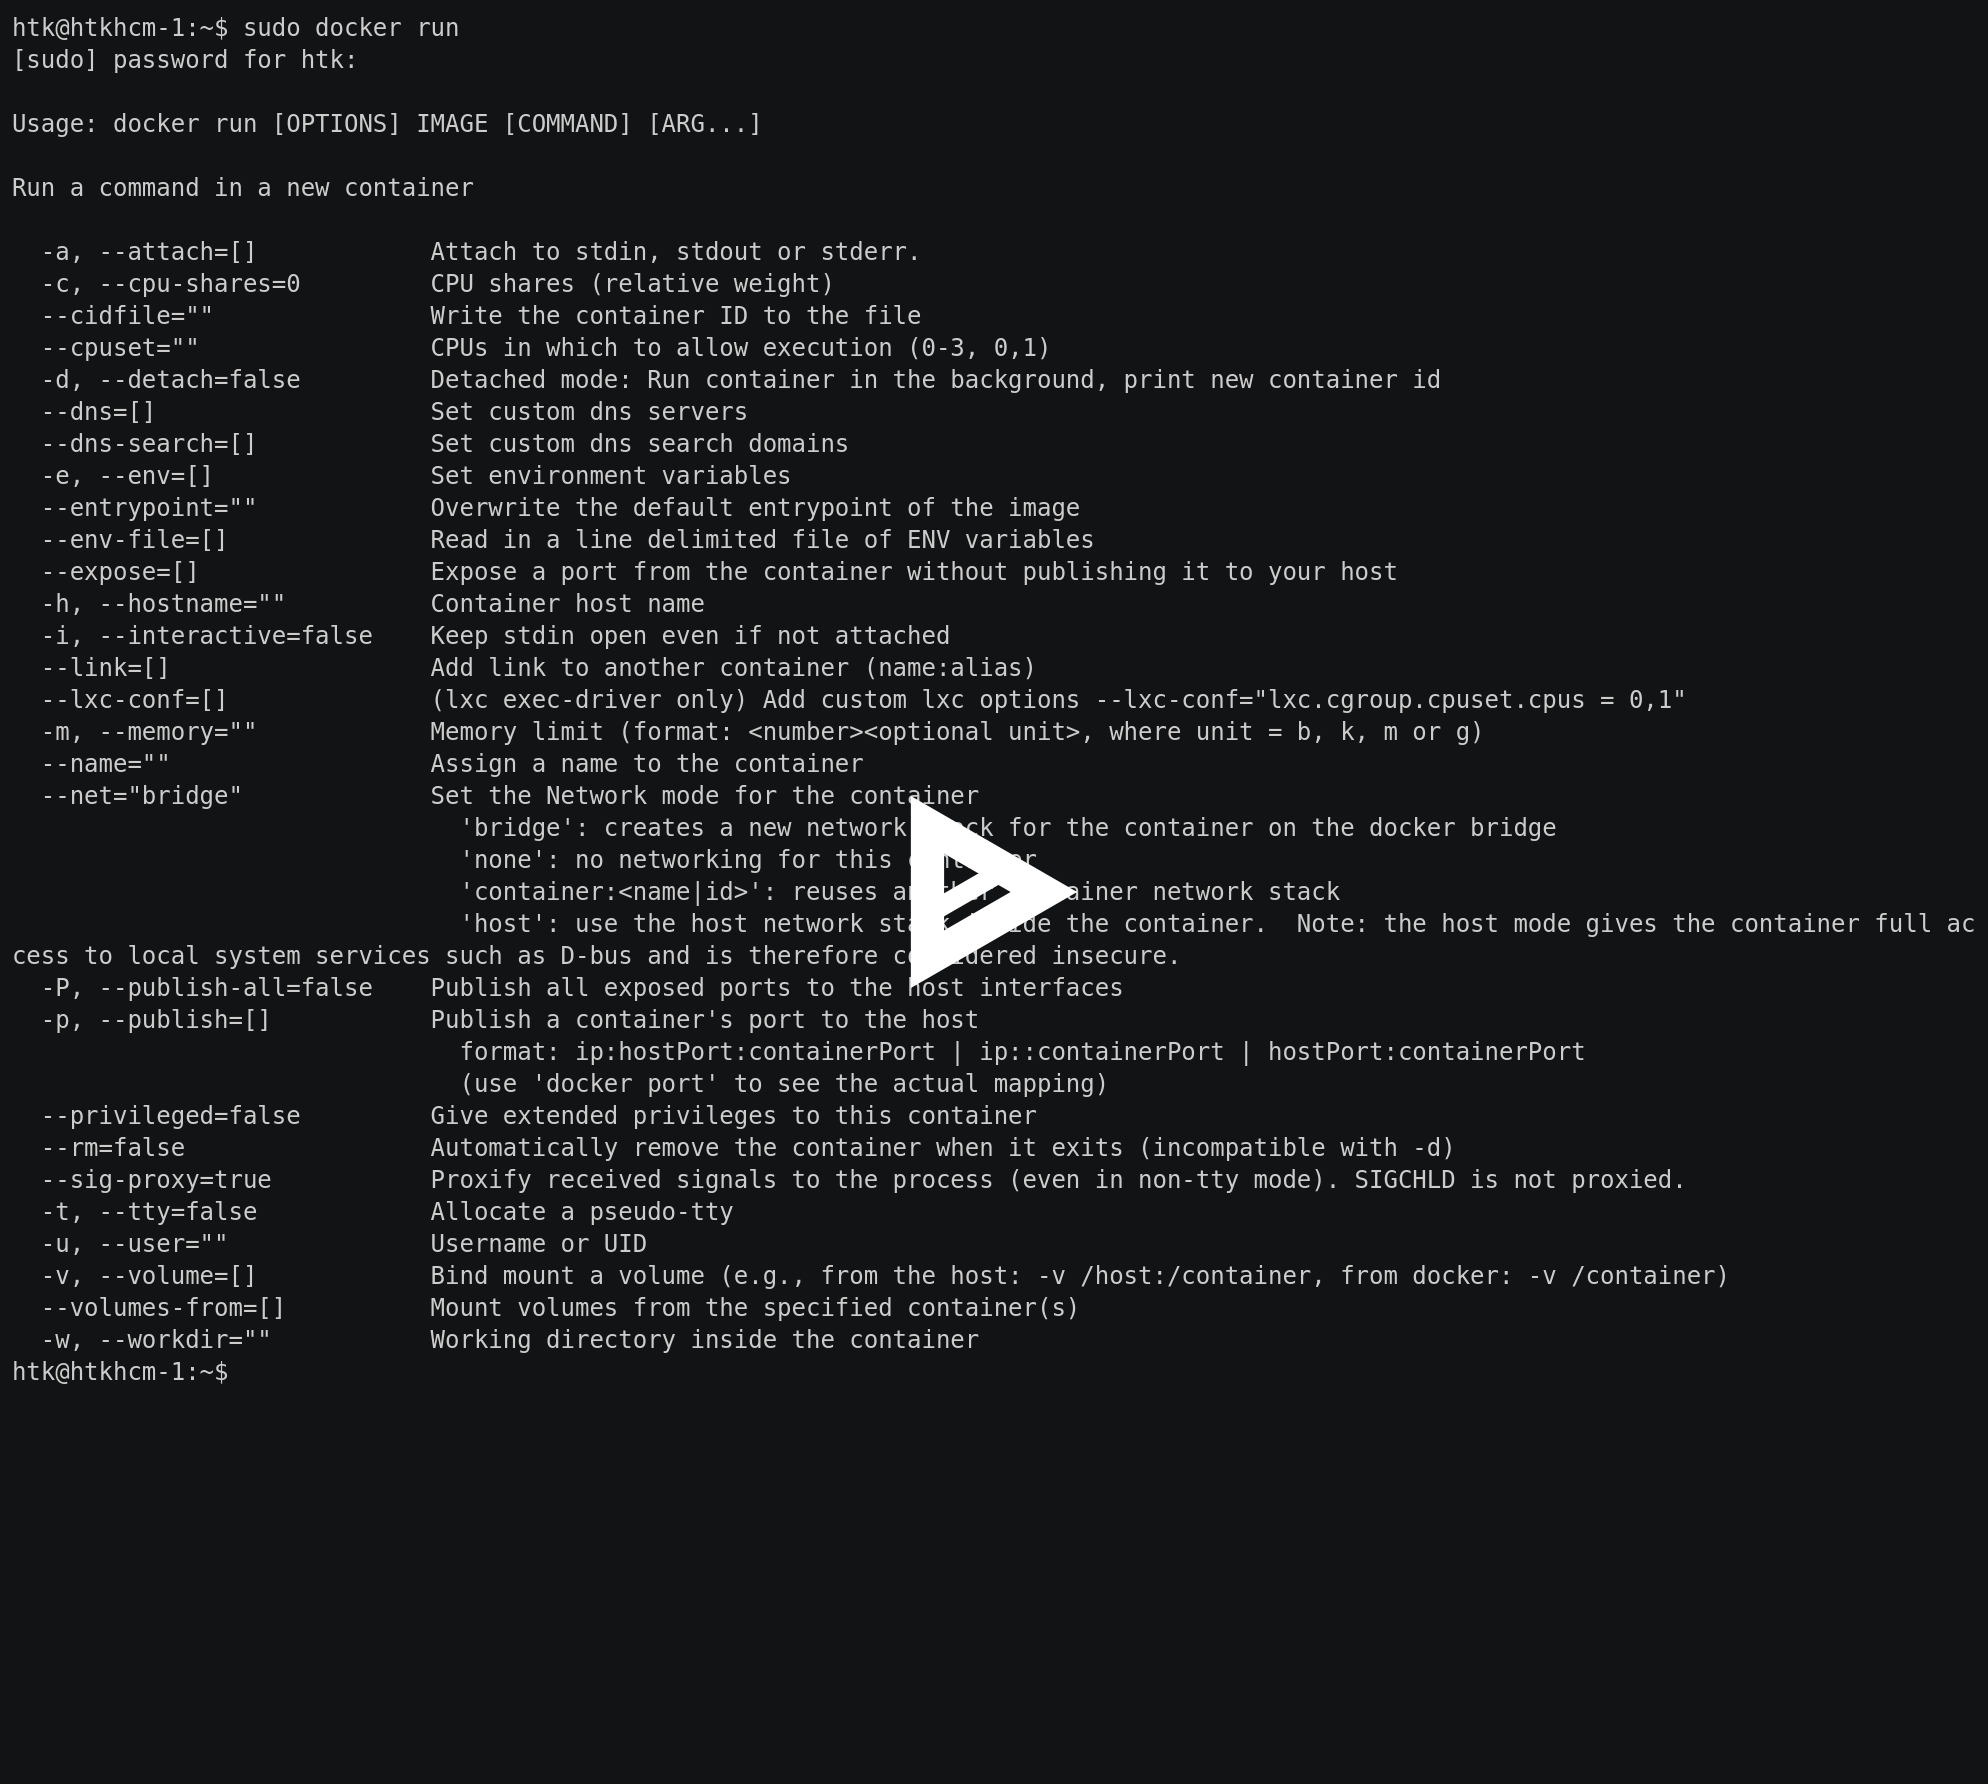 htk@htkhcm-1:~$ sudo docker run
[sudo] password for htk:

Usage: docker run [OPTIONS] IMAGE [COMMAND] [ARG...]

Run a command in a new container

  -a, --attach=[]            Attach to stdin, stdout or stderr.
  -c, --cpu-shares=0         CPU shares (relative weight)
  --cidfile=""               Write the container ID to the file
  --cpuset=""                CPUs in which to allow execution (0-3, 0,1)
  -d, --detach=false         Detached mode: Run container in the background, print new container id
  --dns=[]                   Set custom dns servers
  --dns-search=[]            Set custom dns search domains
  -e, --env=[]               Set environment variables
  --entrypoint=""            Overwrite the default entrypoint of the image
  --env-file=[]              Read in a line delimited file of ENV variables
  --expose=[]                Expose a port from the container without publishing it to your host
  -h, --hostname=""          Container host name
  -i, --interactive=false    Keep stdin open even if not attached
  --link=[]                  Add link to another container (name:alias)
  --lxc-conf=[]              (lxc exec-driver only) Add custom lxc options --lxc-conf="lxc.cgroup.cpuset.cpus = 0,1"
  -m, --memory=""            Memory limit (format: <number><optional unit>, where unit = b, k, m or g)
  --name=""                  Assign a name to the container
  --net="bridge"             Set the Network mode for the container
                               'bridge': creates a new network stack for the container on the docker bridge
                               'none': no networking for this container
                               'container:<name|id>': reuses another container network stack
                               'host': use the host network stack inside the container.  Note: the host mode gives the container full ac
cess to local system services such as D-bus and is therefore considered insecure.
  -P, --publish-all=false    Publish all exposed ports to the host interfaces
  -p, --publish=[]           Publish a container's port to the host
                               format: ip:hostPort:containerPort | ip::containerPort | hostPort:containerPort
                               (use 'docker port' to see the actual mapping)
  --privileged=false         Give extended privileges to this container
  --rm=false                 Automatically remove the container when it exits (incompatible with -d)
  --sig-proxy=true           Proxify received signals to the process (even in non-tty mode). SIGCHLD is not proxied.
  -t, --tty=false            Allocate a pseudo-tty
  -u, --user=""              Username or UID
  -v, --volume=[]            Bind mount a volume (e.g., from the host: -v /host:/container, from docker: -v /container)
  --volumes-from=[]          Mount volumes from the specified container(s)
  -w, --workdir=""           Working directory inside the container
htk@htkhcm-1:~$